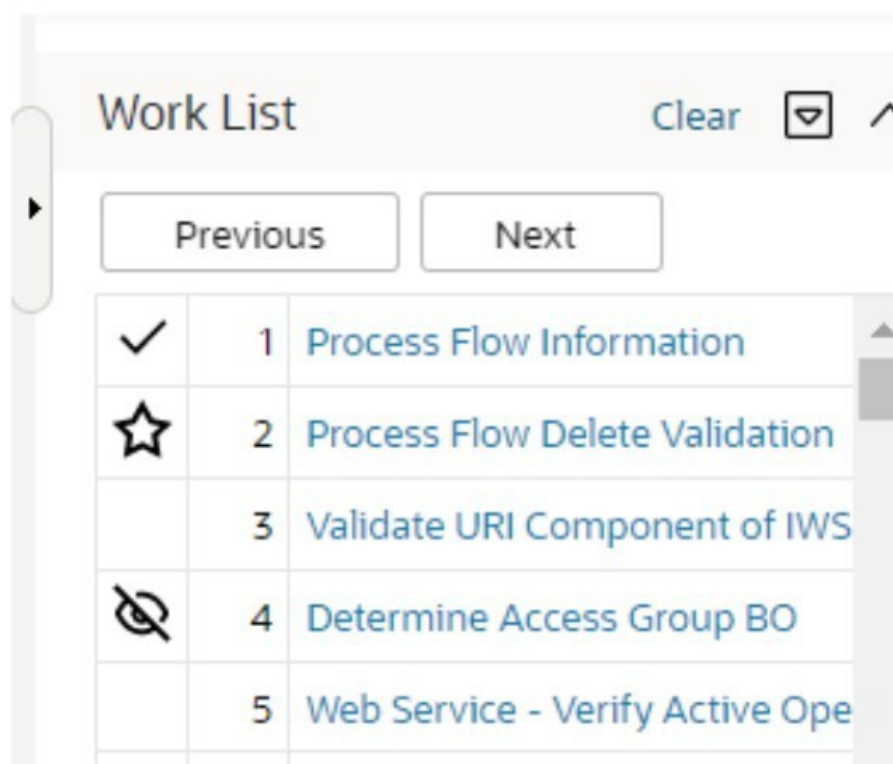 Work List Clear
Previous Next
1 Process Flow Information
2 Process Flow Delete Validation
3 Validate URI Component of IWS
4 Determine Access Group BO
5 Web Service - Verify Active Ope